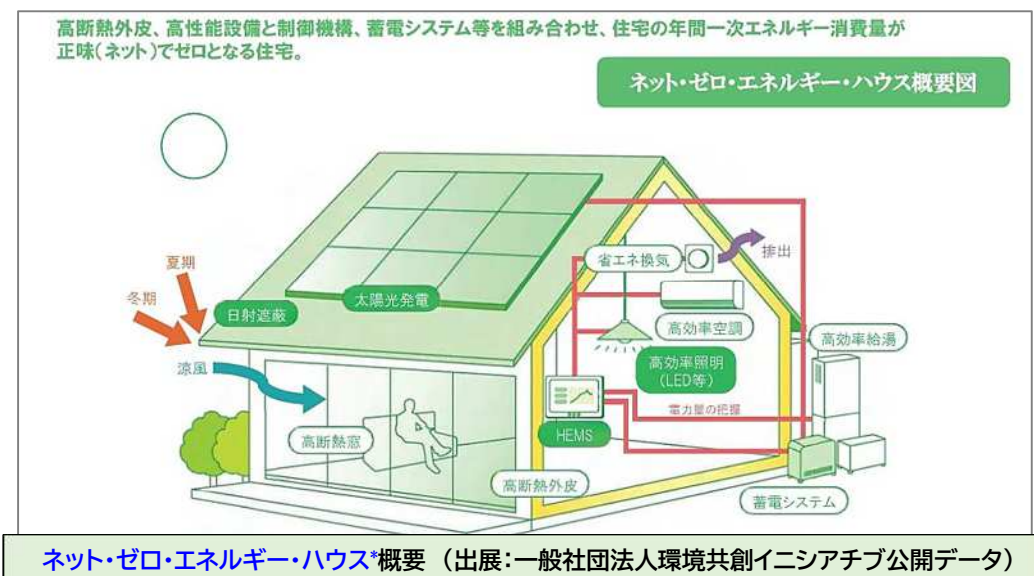 高断熱外皮、高性能設備と制御機構、蓄電システム等を組み合わせ、住宅の年間一次エネルギー消費量が
正味(ネット)でゼロとなる住宅。
ネット・ゼロ・エネルギー・ハウス概要図
夏期
冬期
日射遮蔽
太陽光発電
涼風
高断熱窓
省エネ換気
排出
高効率空調
高効率照明
(LED等)
高効率給湯
電力量の把握
HEMS
高断熱外皮
蓄電システム
ネット・ゼロ・エネルギー・ハウス*概要 (出展:一般社団法人環境共創イニシアチブ公開データ)